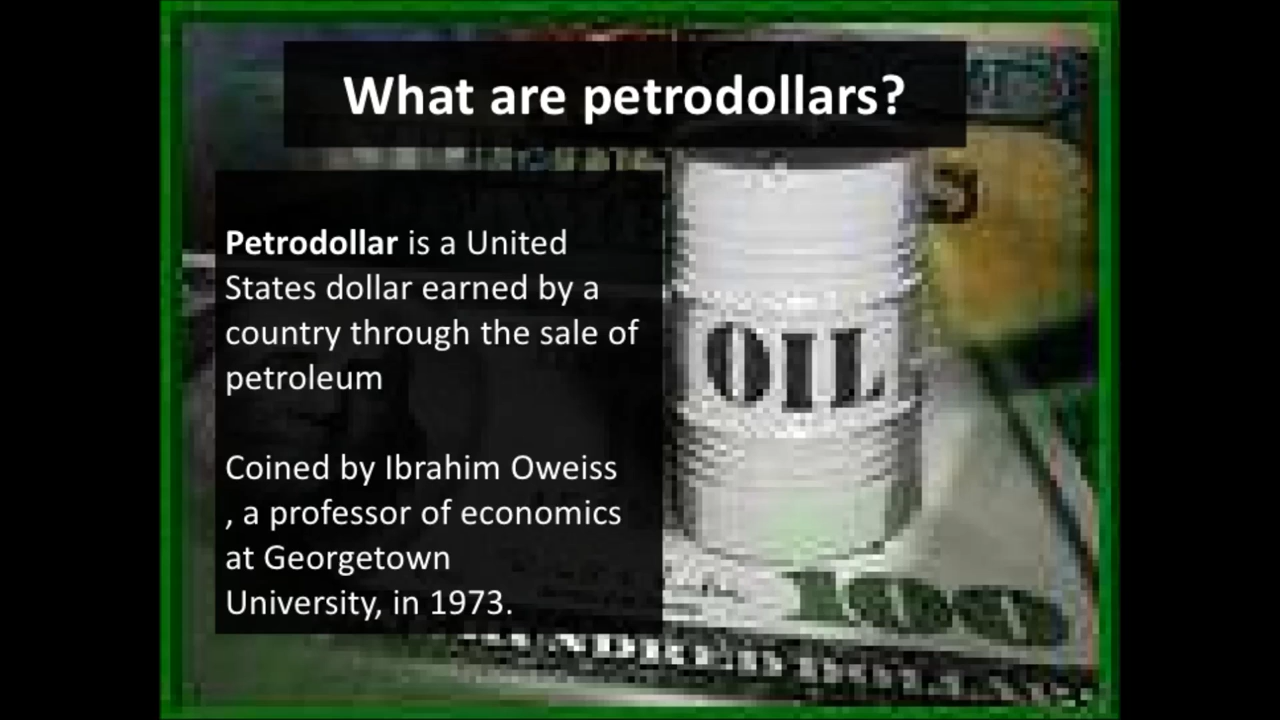 What are petrodollars?
Petrodollar is a United
States dollar earned by a
country through the sale of
petroleum
Coined by Ibrahim Oweiss
, a professor of economics
at Georgetown
University, in 1973.
OIL